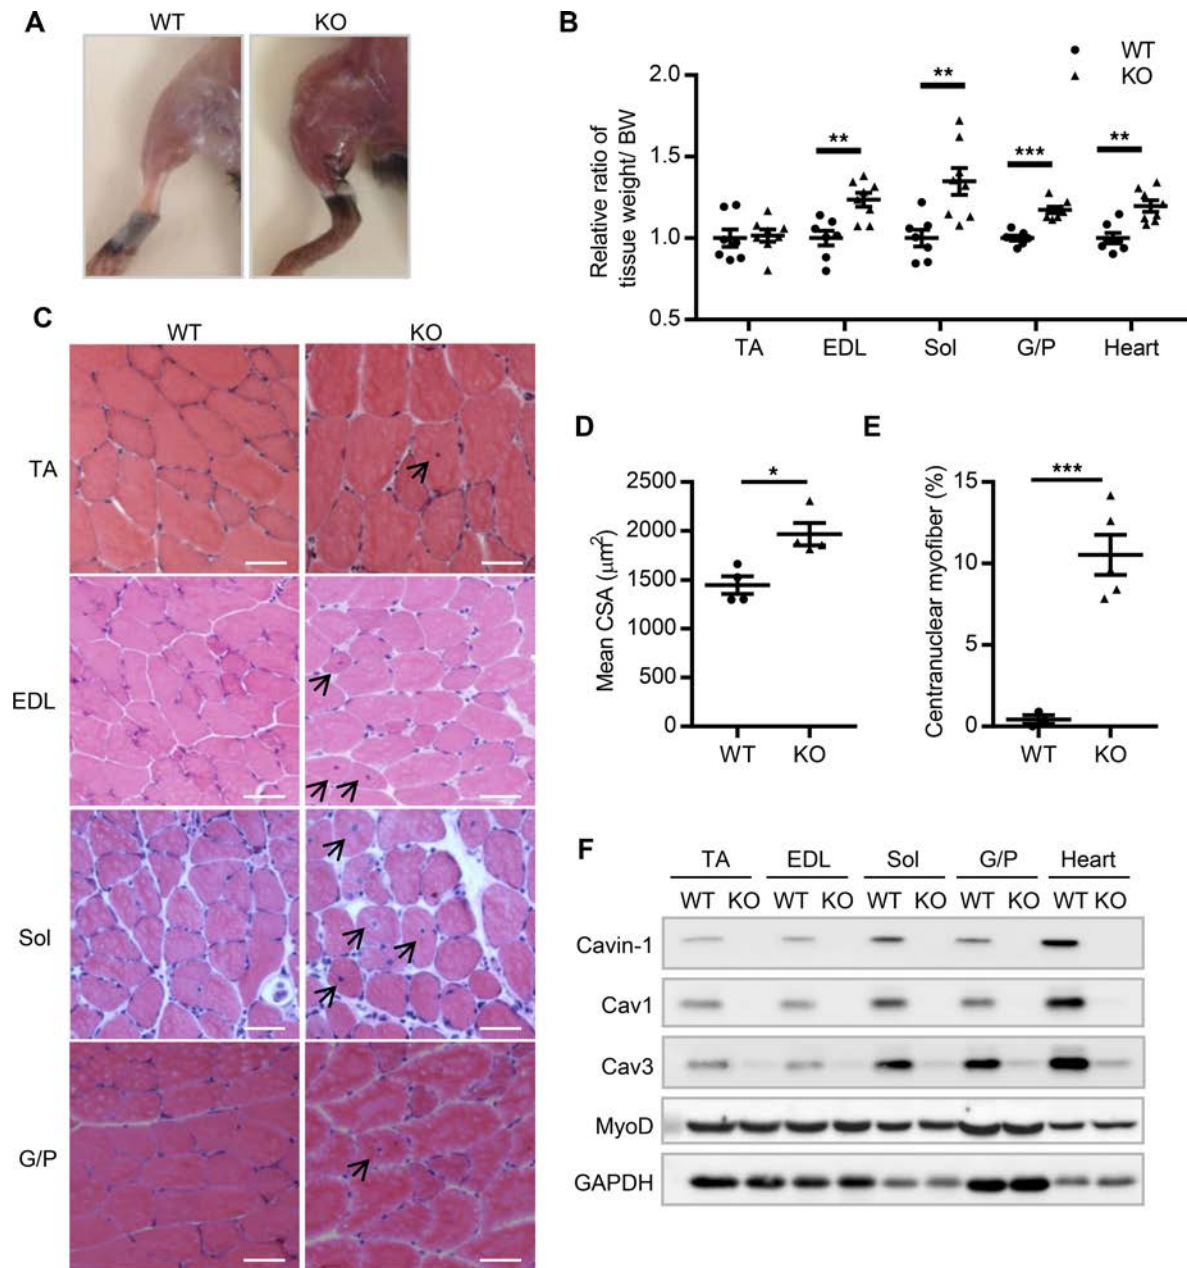 A
WT KO
B
WT
KO
Relative ratio of
tissue weight/ BW
2.0
1.5
1.0
0.5
** ** *** **
TA EDL Sol G/P Heart
C
WT KO
TA
EDL
Sol
G/P
D
Mean CSA (μm²)
2500
2000
1500
1000
500
0
*
WT KO
E
Centranuclear myofiber (%)
15
10
5
0
***
WT KO
F
TA EDL Sol G/P Heart
WT KO WT KO WT KO WT KO WT KO
Cavin-1
Cav1
Cav3
MyoD
GAPDH